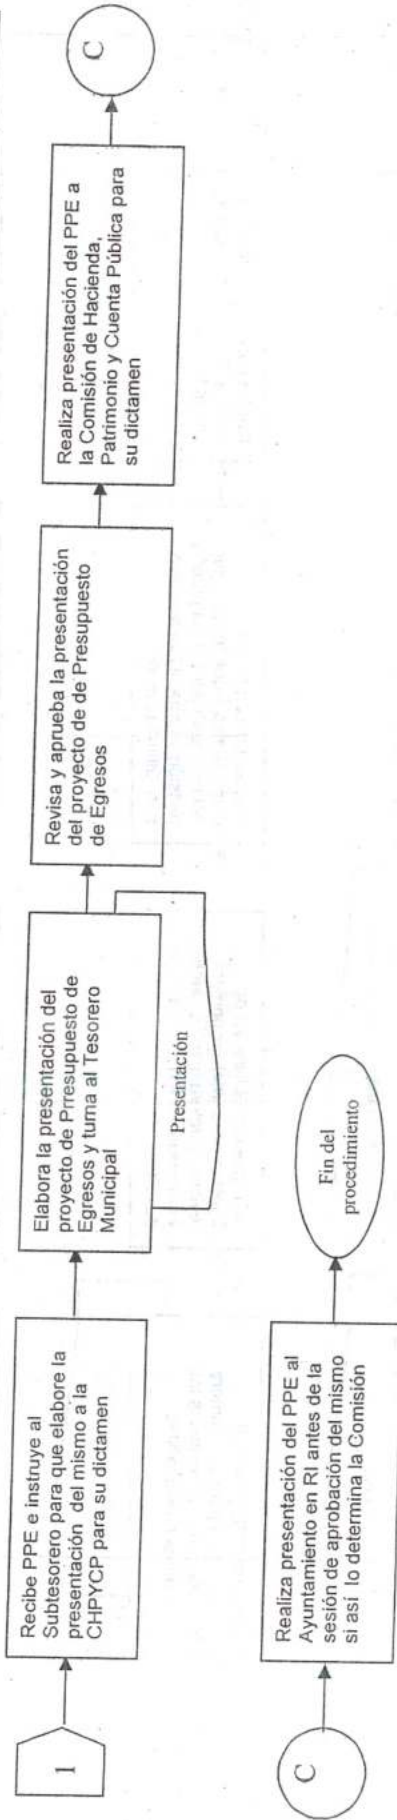 1
Recibe PPE e instruye al
Subtesorero para que elabore la
presentación del mismo a la
CHPYCP para su dictamen
Elabora la presentación del
proyecto de Prresupuesto de
Egresos y turna al Tesorero
Municipal
Presentación
Revisa y aprueba la presentación
del proyecto de de Presupuesto
de Egresos
Realiza presentación del PPE a
la Comisión de Hacienda,
Patrimonio y Cuenta Pública para
su dictamen
C
C
Realiza presentación del PPE al
Ayuntamiento en RI antes de la
sesión de aprobación del mismo
si así lo determina la Comisión
Fin del
procedimiento